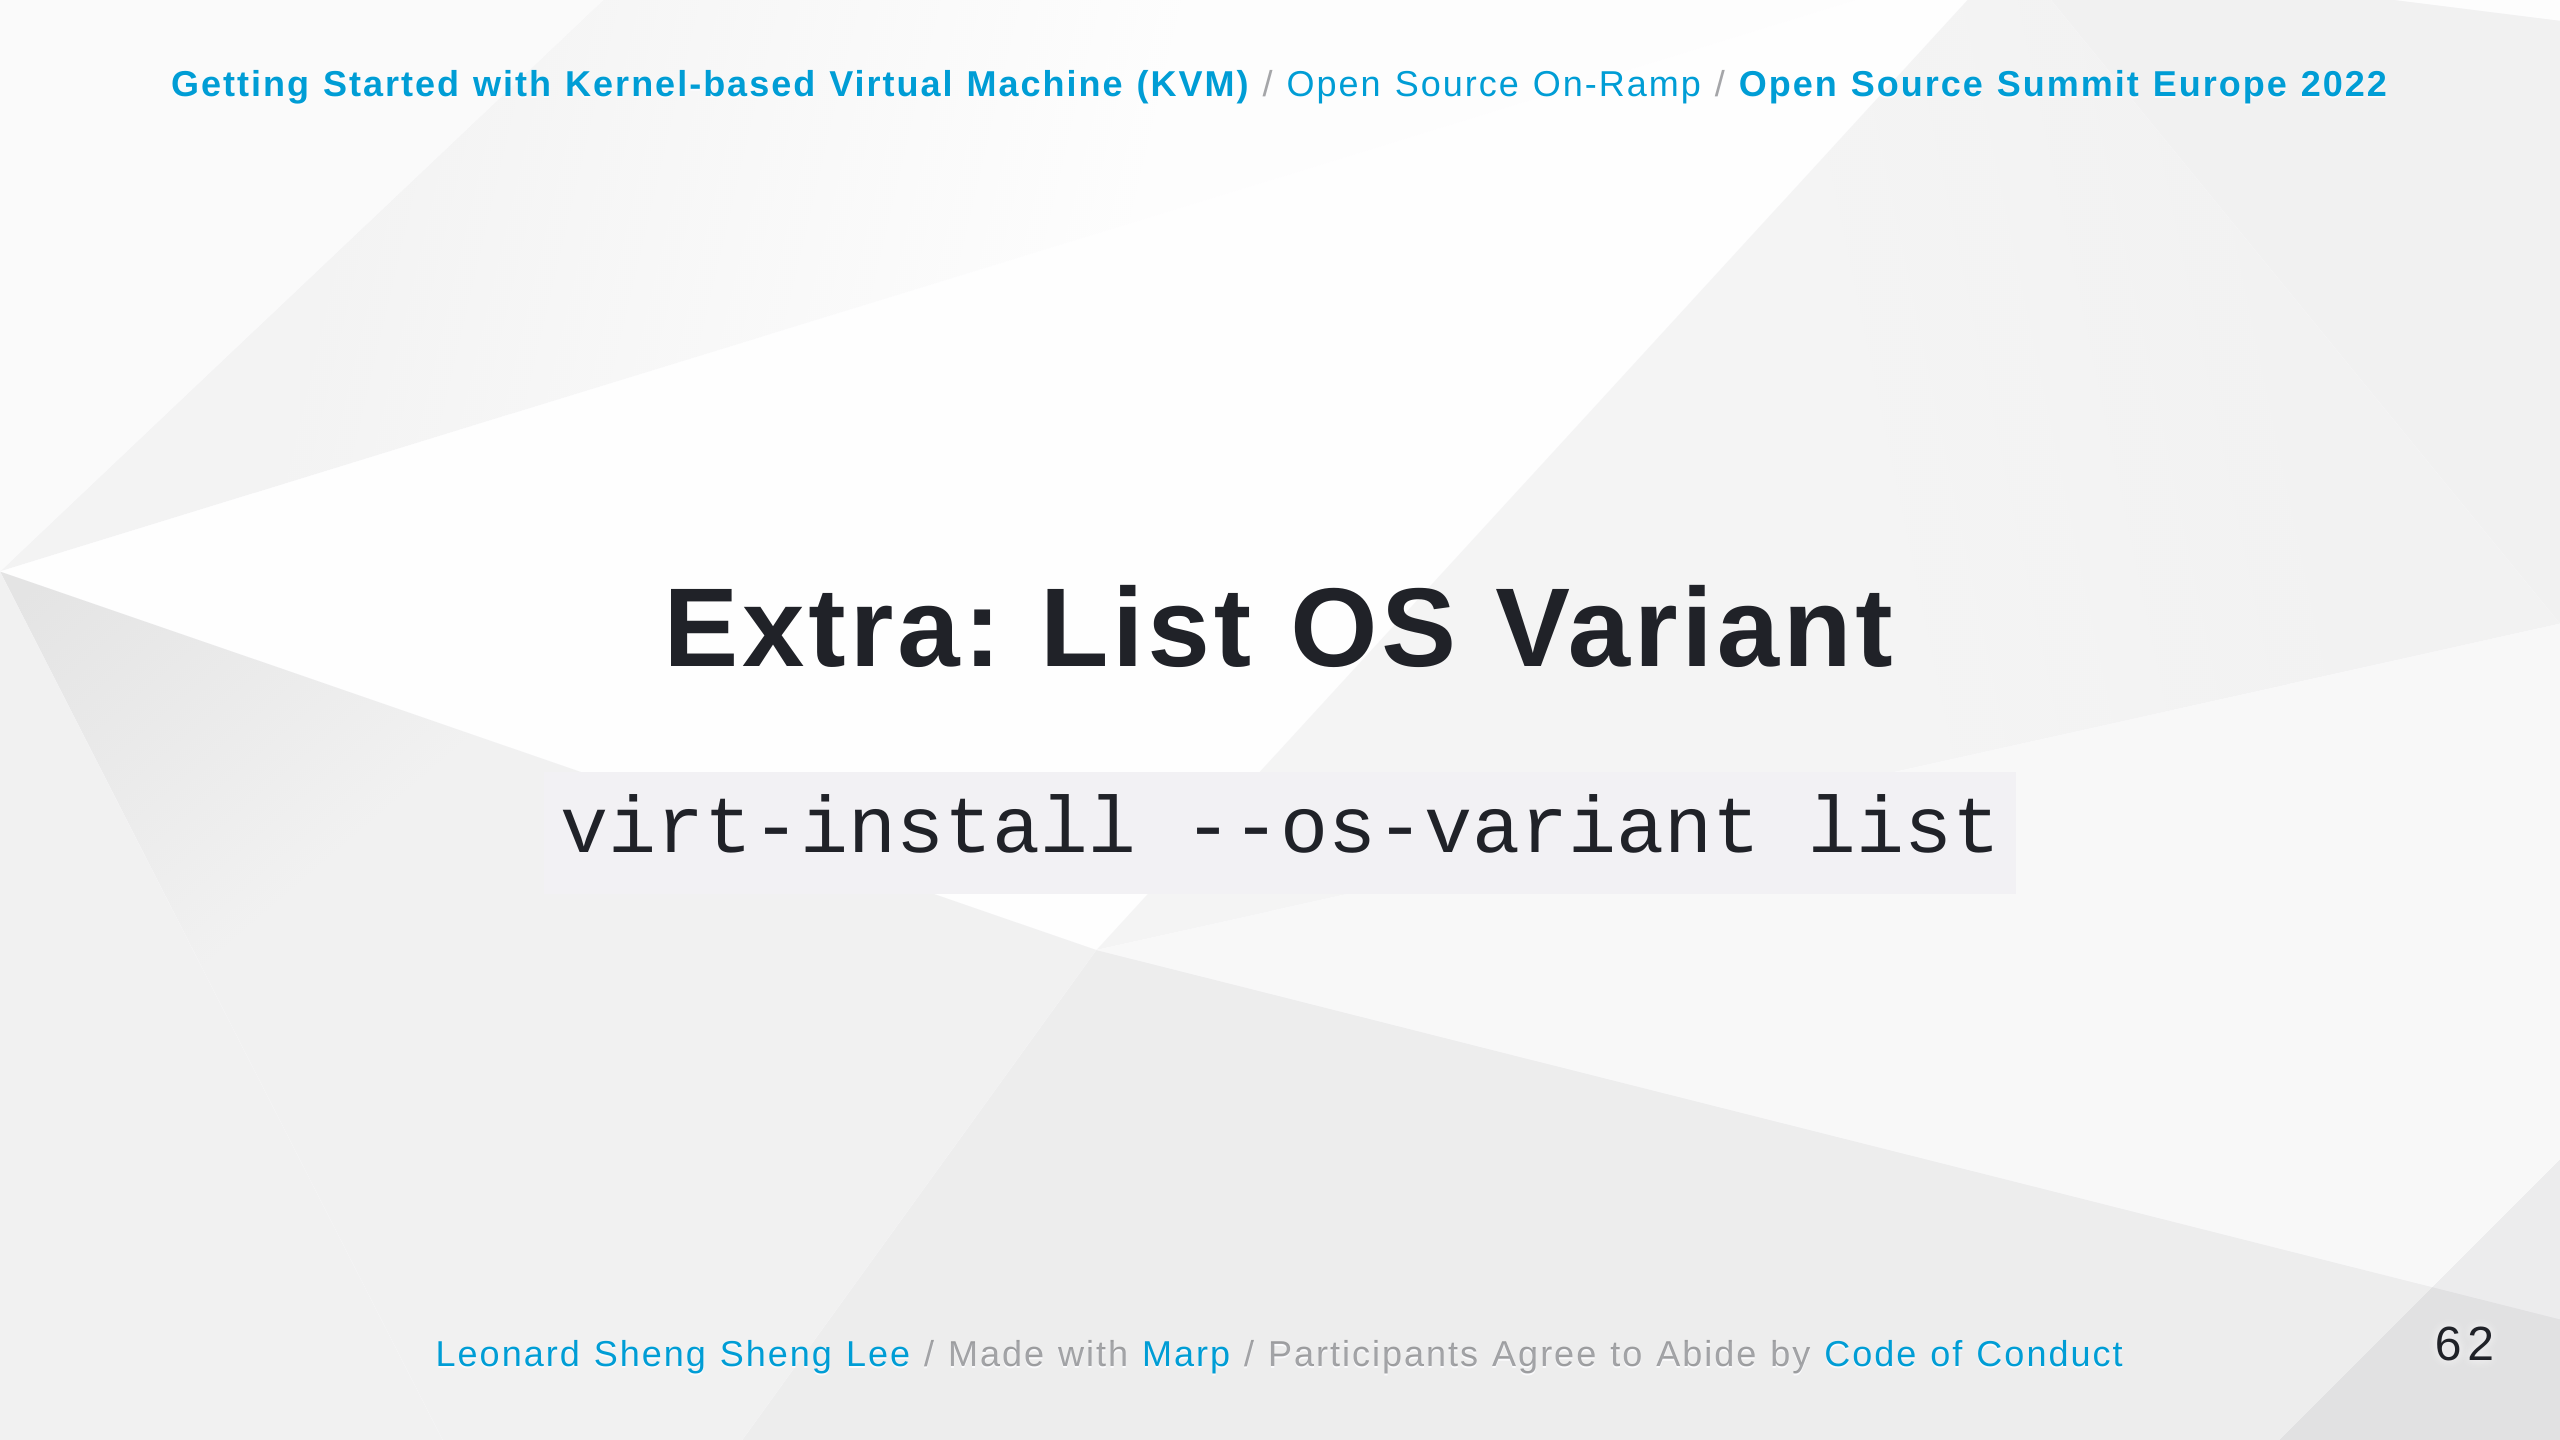 Getting Started with Kernel-based Virtual Machine (KVM) / Open Source On-Ramp / Open Source Summit Europe 2022
Extra: List OS Variant
virt-install --os-variant list
Leonard Sheng Sheng Lee / Made with Marp / Participants Agree to Abide by Code of Conduct
62